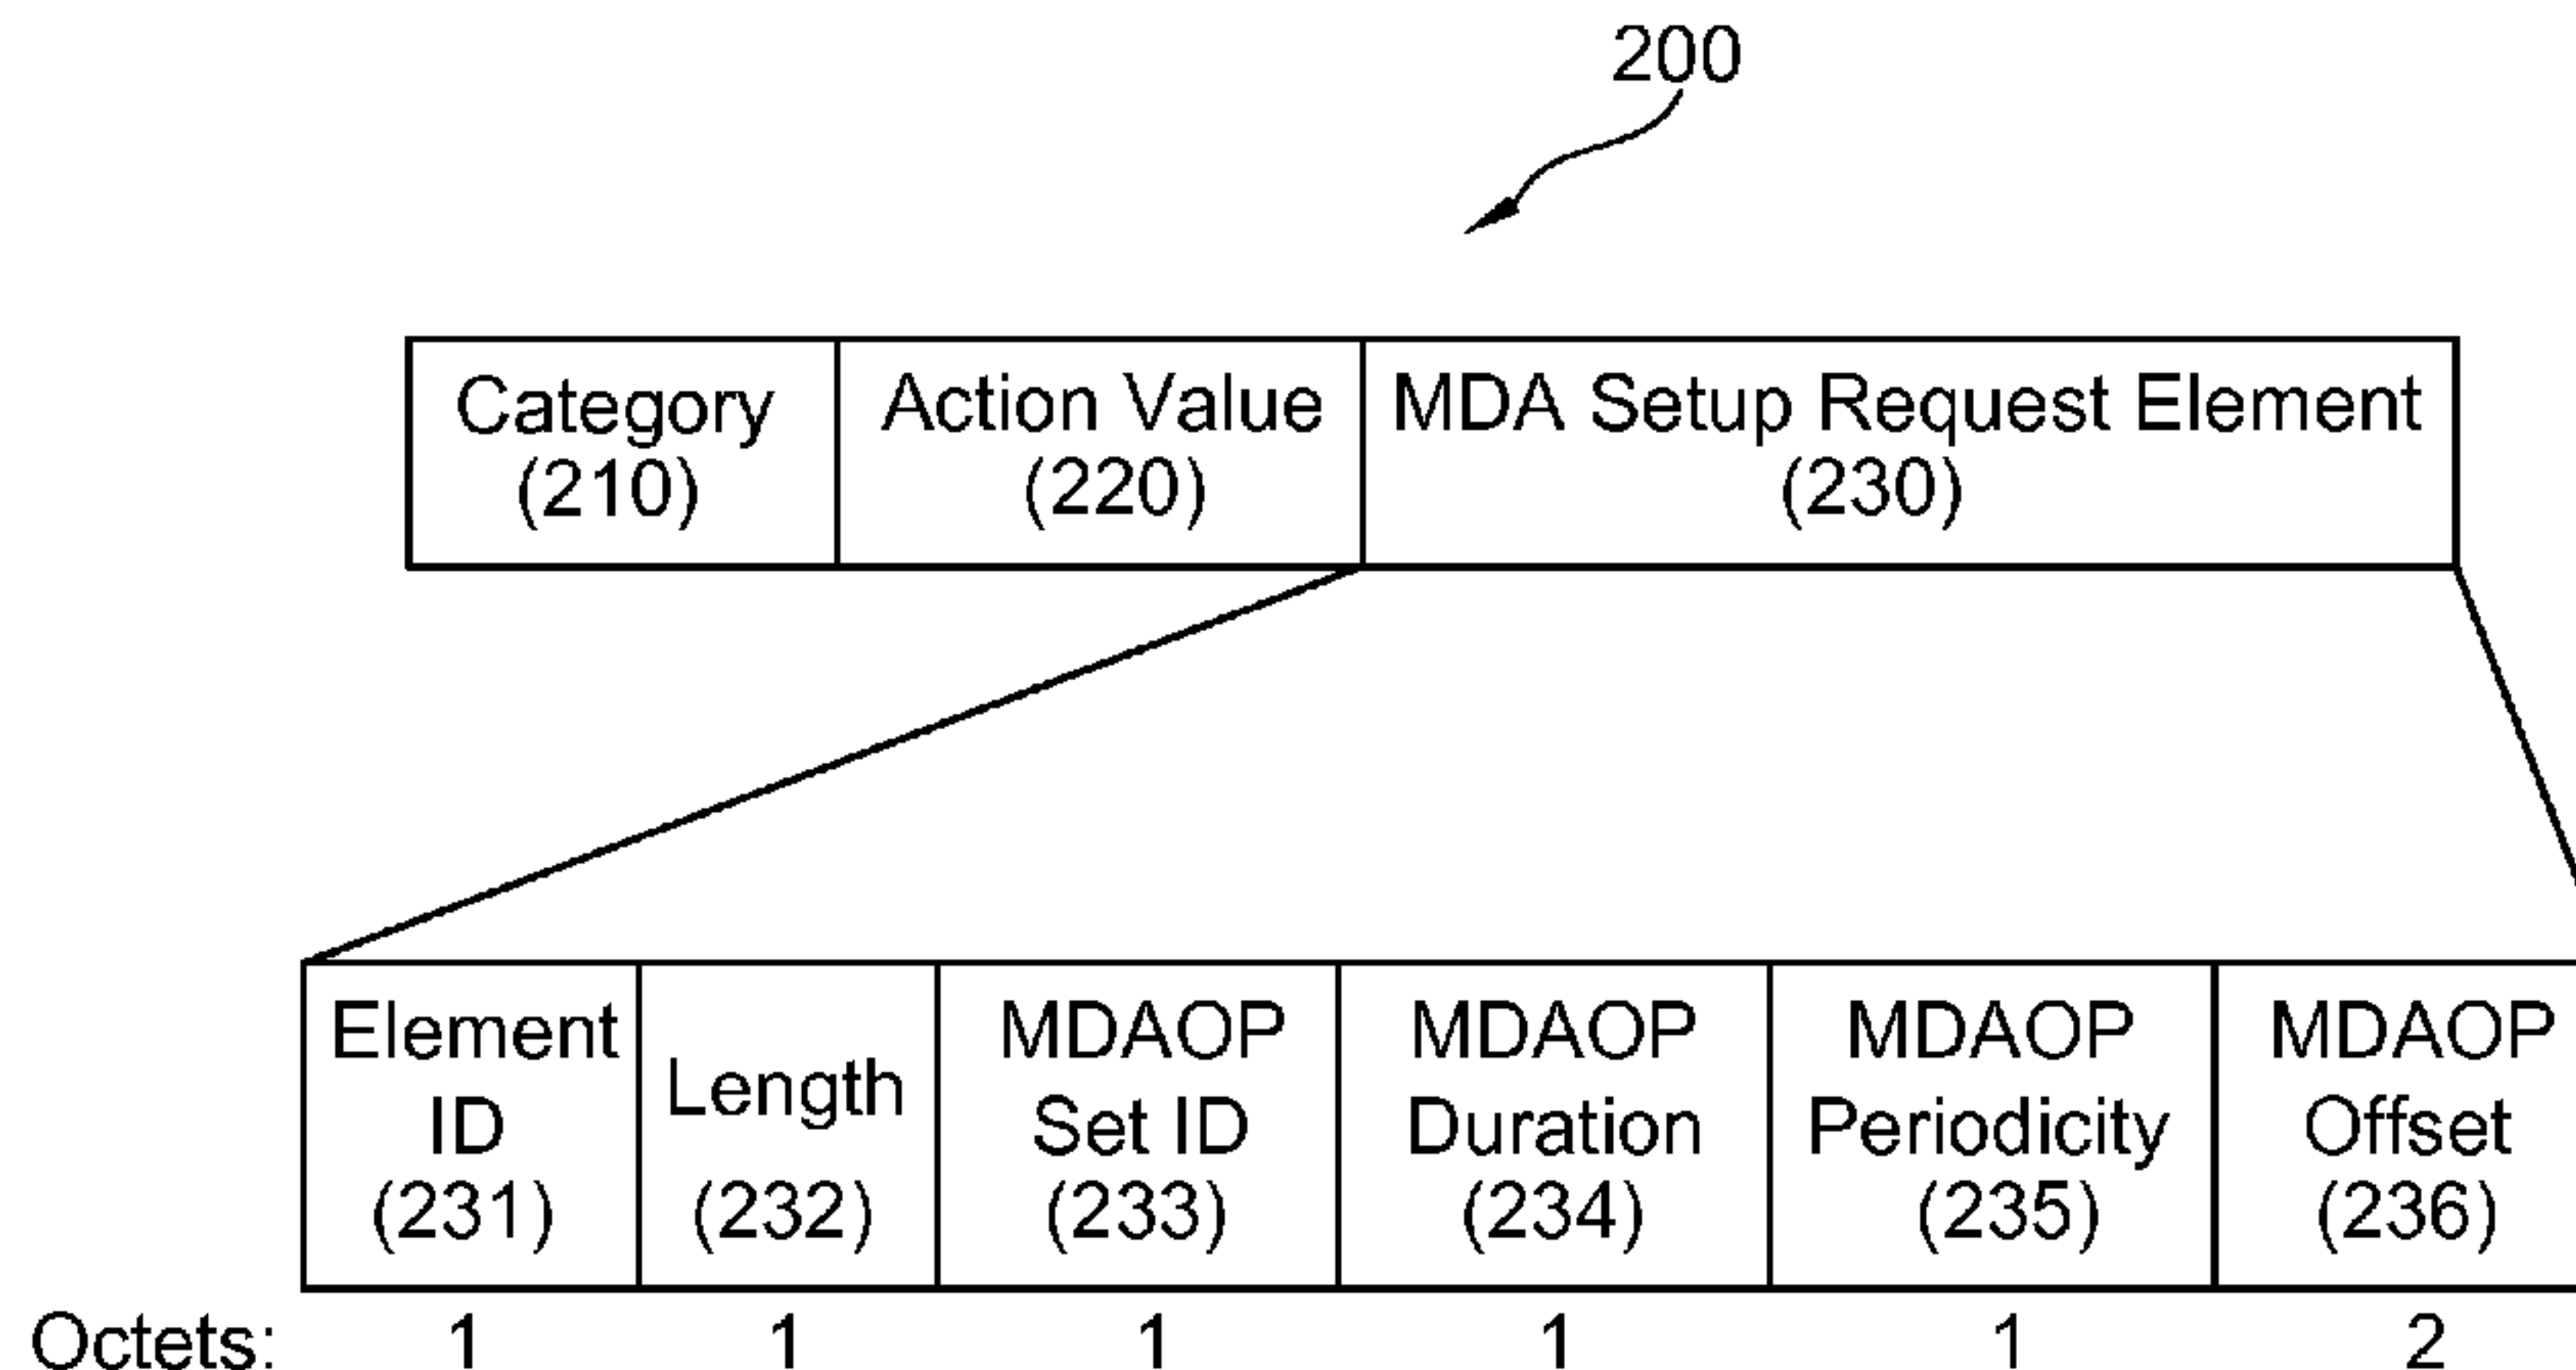 200
Category
(210)
Action Value
(220)
MDA Setup Request Element
(230)
Element
ID
(231)
Length
(232)
MDAOP
Set ID
(233)
MDAOP
Duration
(234)
MDAOP
Periodicity
(235)
MDAOP
Offset
(236)
Octets: 1 1 1 1 1 2